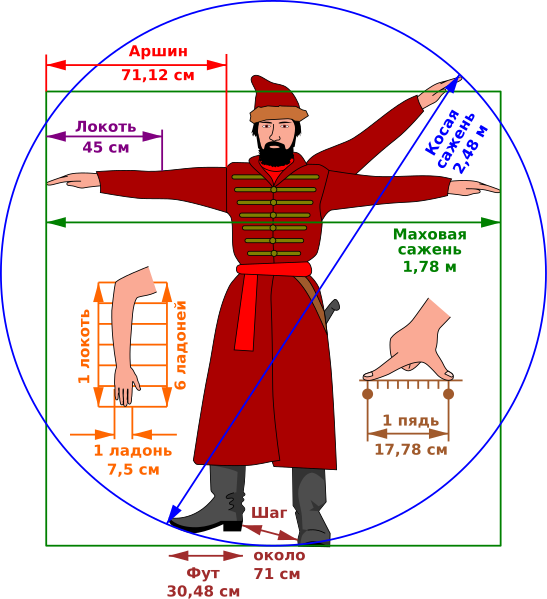 Аршин
71,12 см
Локоть
45 см
Косая
сажень
2,48 м
Маховая
сажень
1,78 м
1 локоть
6 ладоней
1 ладонь
7,5 см
1 пядь
17,78 см
Шаг
около
71 см
Фут
30,48 см